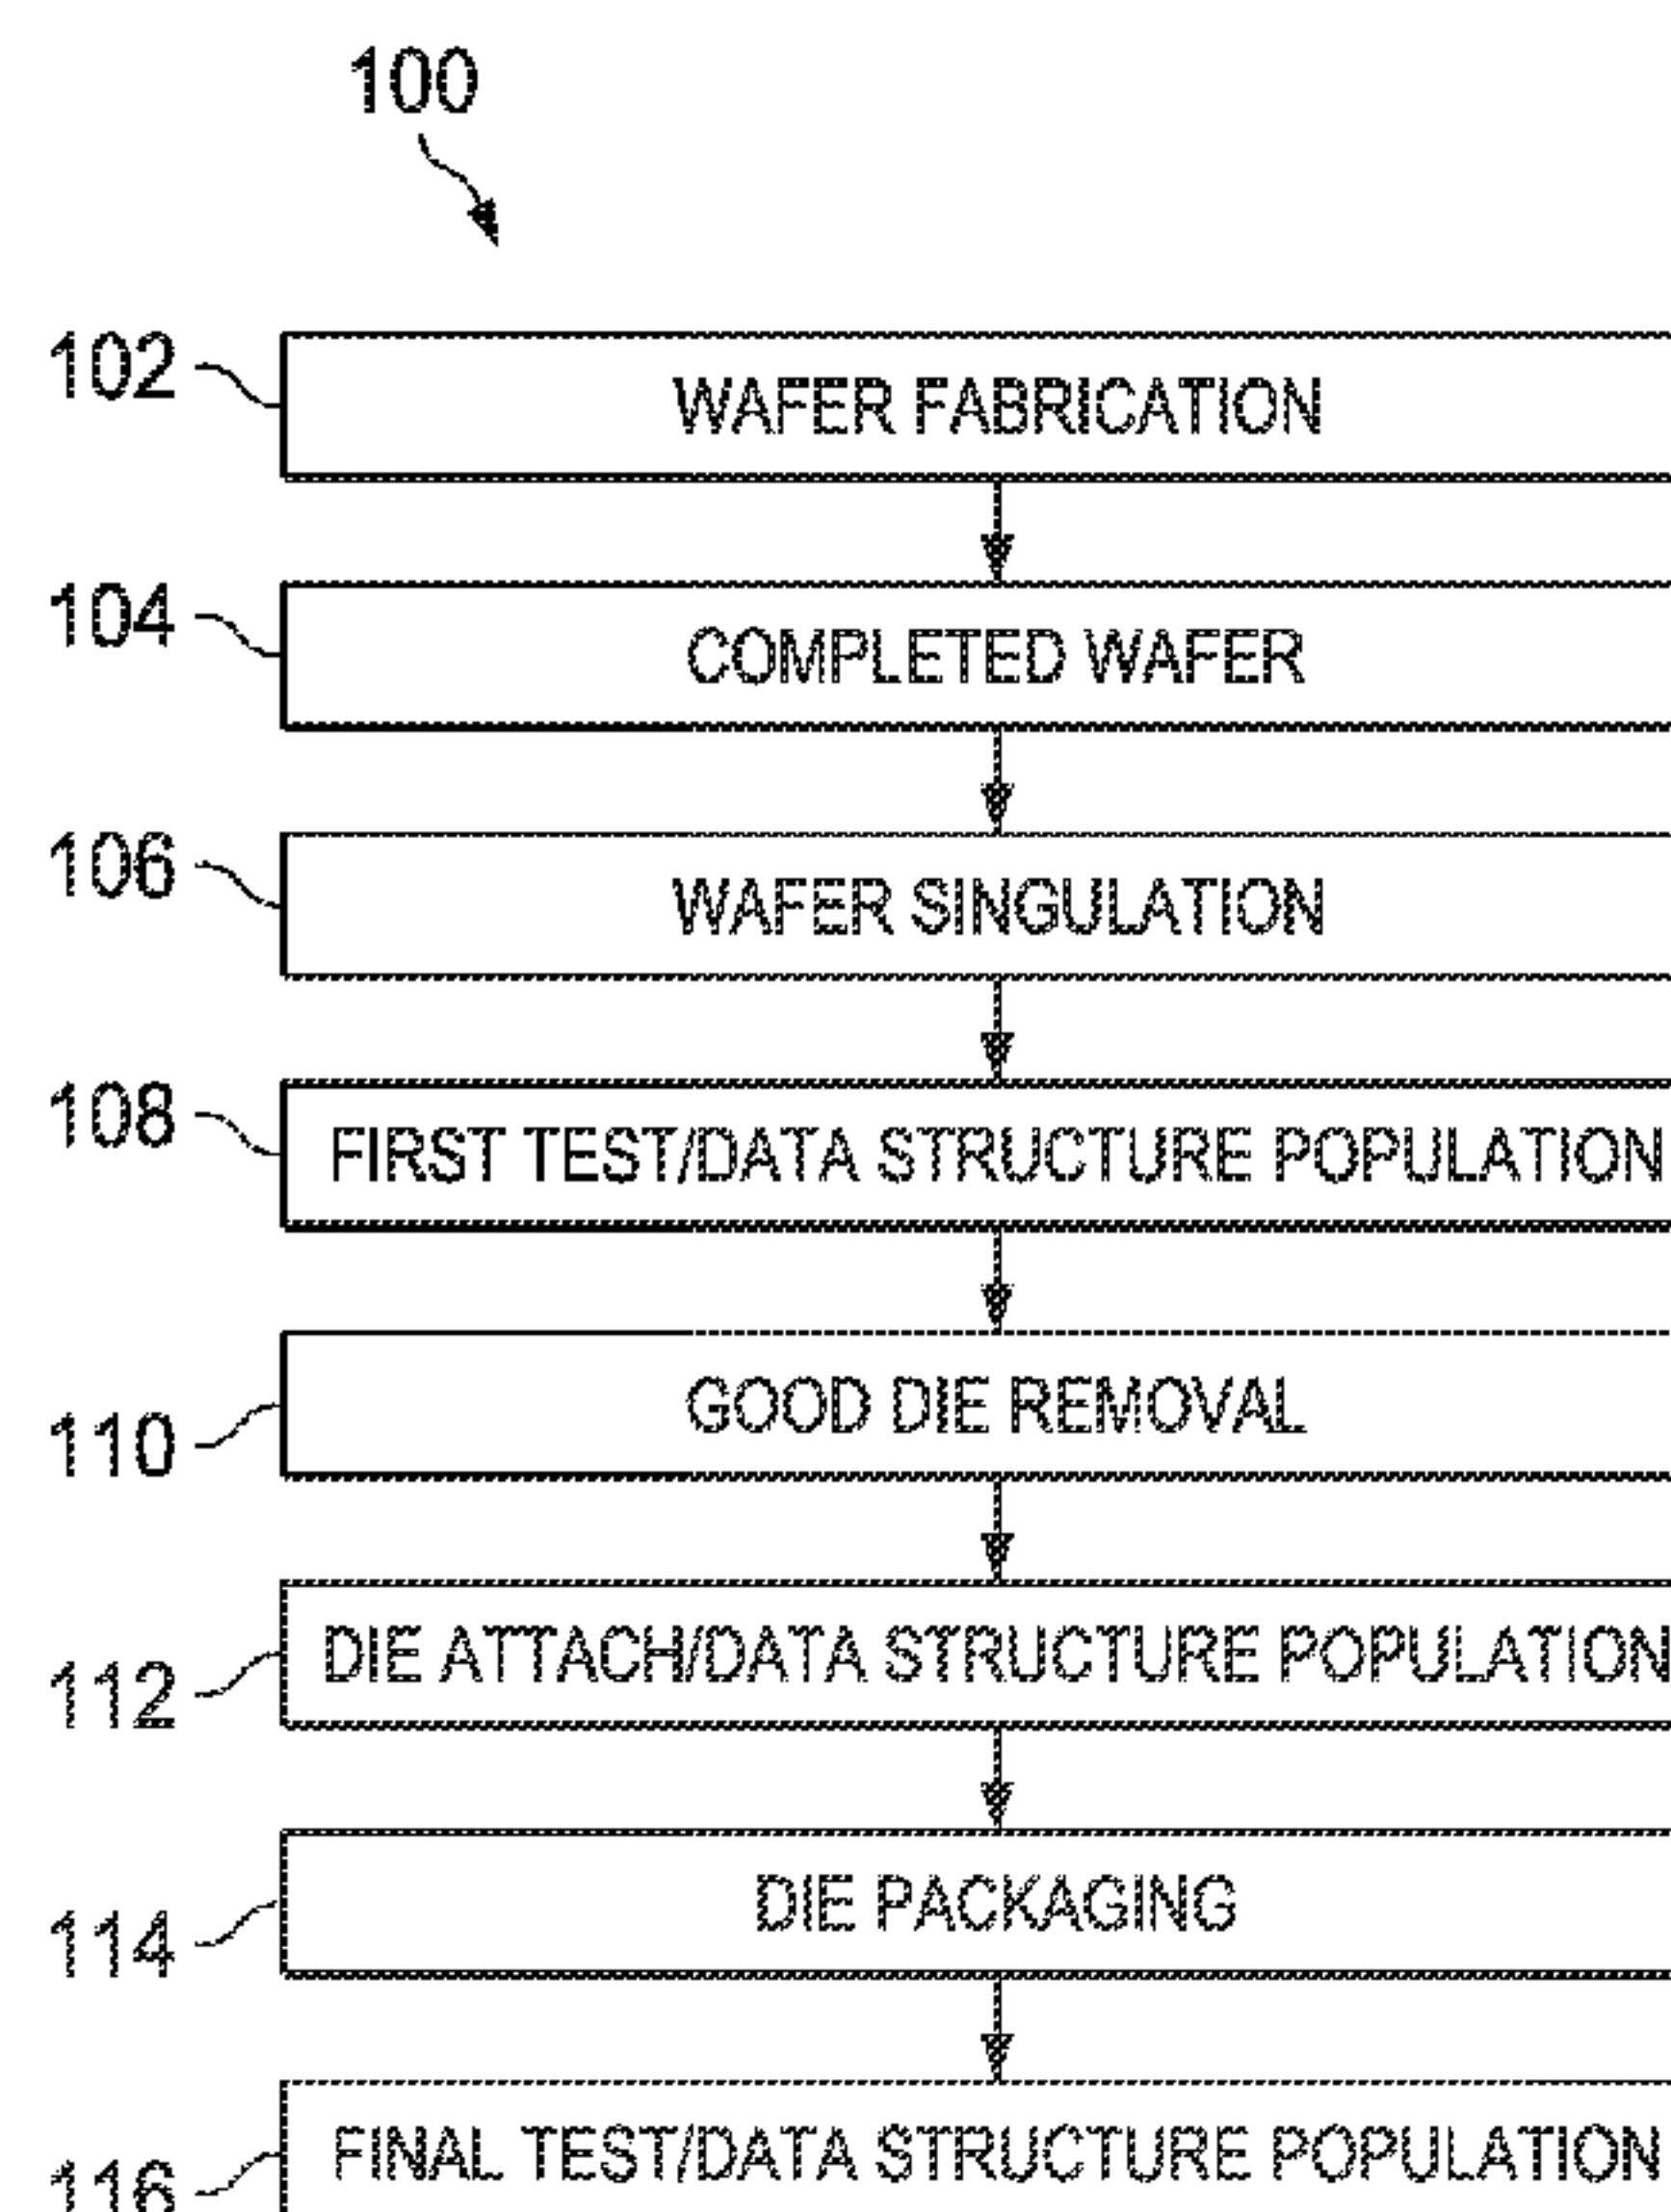 100
102 WAFER FABRICATION
104 COMPLETED WAFER
106 WAFER SINGULATION
108 FIRST TEST/DATA STRUCTURE POPULATION
110 GOOD DIE REMOVAL
112 DIE ATTACH/DATA STRUCTURE POPULATION
114 DIE PACKAGING
116 FINAL TEST/DATA STRUCTURE POPULATION